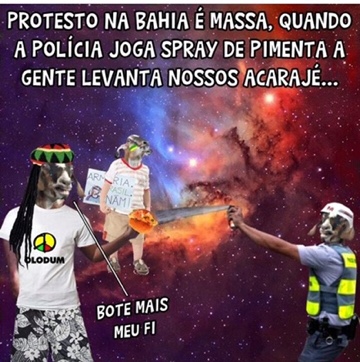 PROTESTO NA BAHIA É MASSA, QUANDO
A POLÍCIA JOGA SPRAY DE PIMENTA A
GENTE LEVANTA NOSSOS ACARAJÉ...
OLODUM
BOTE MAIS
MEU FI